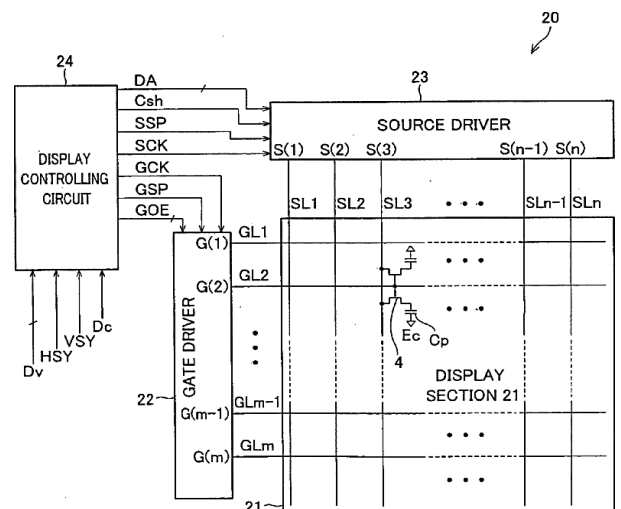 20
24
DISPLAY
CONTROLLING
CIRCUIT
DA
Csh
SSP
SCK
GCK
GSP
GOE
Dv
HSY
VSY
Dc
23
SOURCE DRIVER
S(1) S(2) S(3) S(n-1) S(n)
SL1 SL2 SL3 • • • SLn-1 SLn
22
GATE DRIVER
G(1)
G(2)
G(m-1)
G(m)
GL1
GL2
GLm-1
GLm
4
Ec
Cp
DISPLAY
SECTION 21
21